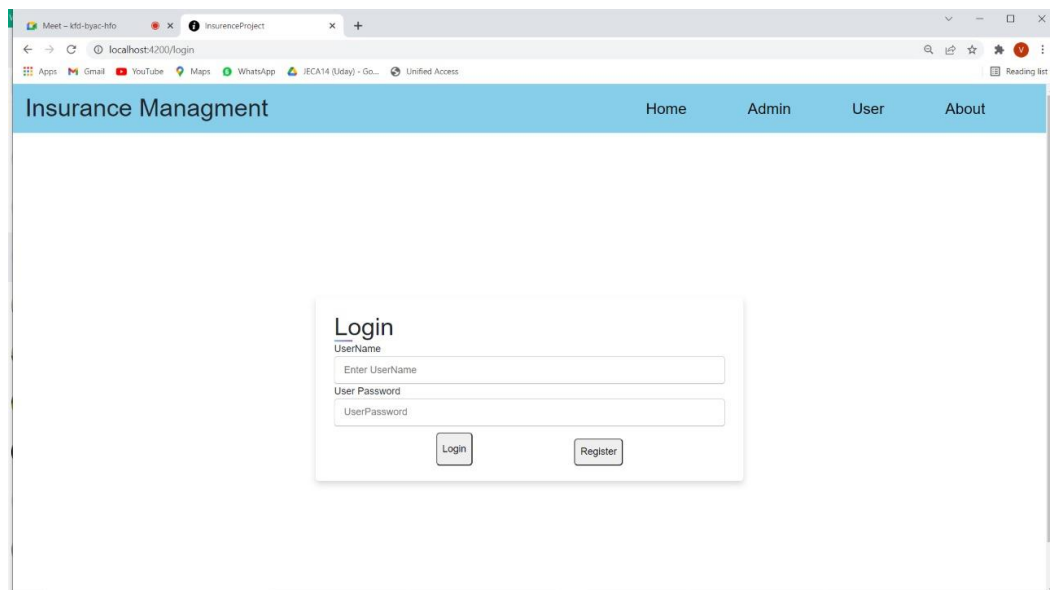 Meet – kfd-byac-hfo
InsurenceProject
localhost:4200/login
Apps Gmail YouTube Maps WhatsApp JECA14 (Uday) - Go... Unified Access Reading list
V
Insurance Managment Home Admin User About
Login
UserName
Enter UserName
User Password
UserPassword
Login Register